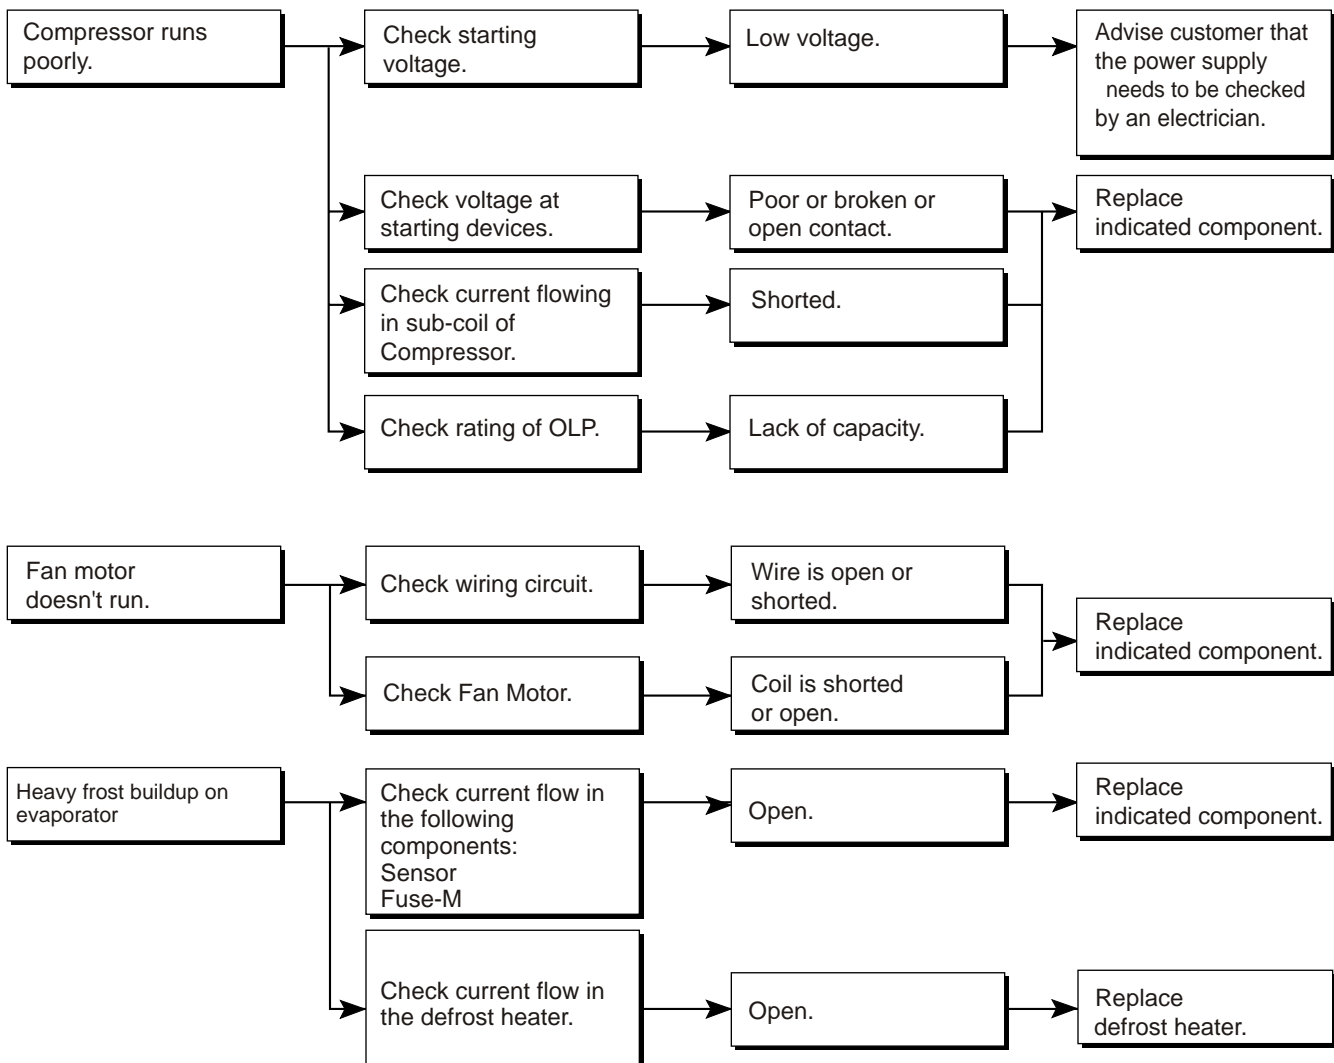 Compressor runs
poorly.
Check starting
voltage.
Low voltage.
Advise customer that
the power supply
needs to be checked
by an electrician.
Check voltage at
starting devices.
Poor or broken or
open contact.
Replace
indicated component.
Check current flowing
in sub-coil of
Compressor.
Shorted.
Check rating of OLP.
Lack of capacity.
Fan motor
doesn't run.
Check wiring circuit.
Wire is open or
shorted.
Replace
indicated component.
Check Fan Motor.
Coil is shorted
or open.
Heavy frost buildup on
evaporator
Check current flow in
the following
components:
Sensor
Fuse-M
Open.
Replace
indicated component.
Check current flow in
the defrost heater.
Open.
Replace
defrost heater.